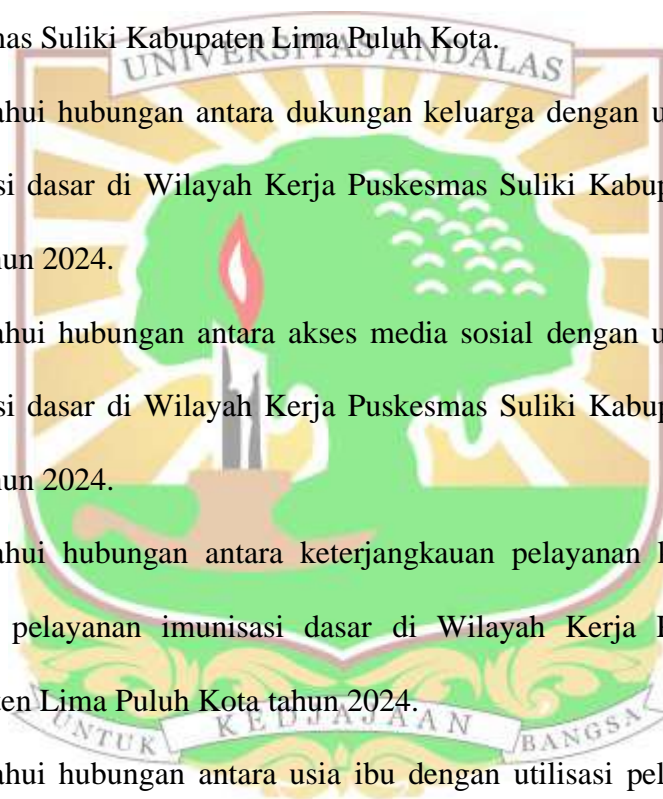 nas Suliki Kabupaten Lima Puluh Kota.
UNIVERSITAS ANDALAS
ahui hubungan antara dukungan keluarga dengan u
si dasar di Wilayah Kerja Puskesmas Suliki Kabup
hun 2024.
ahui hubungan antara akses media sosial dengan u
si dasar di Wilayah Kerja Puskesmas Suliki Kabup
hun 2024.
ahui hubungan antara keterjangkauan pelayanan
pelayanan imunisasi dasar di Wilayah Kerja
ten Lima Puluh Kota tahun 2024.
UNTUK KEDJAJAAN BANGSA
ahui hubungan antara usia ibu dengan utilisasi pel